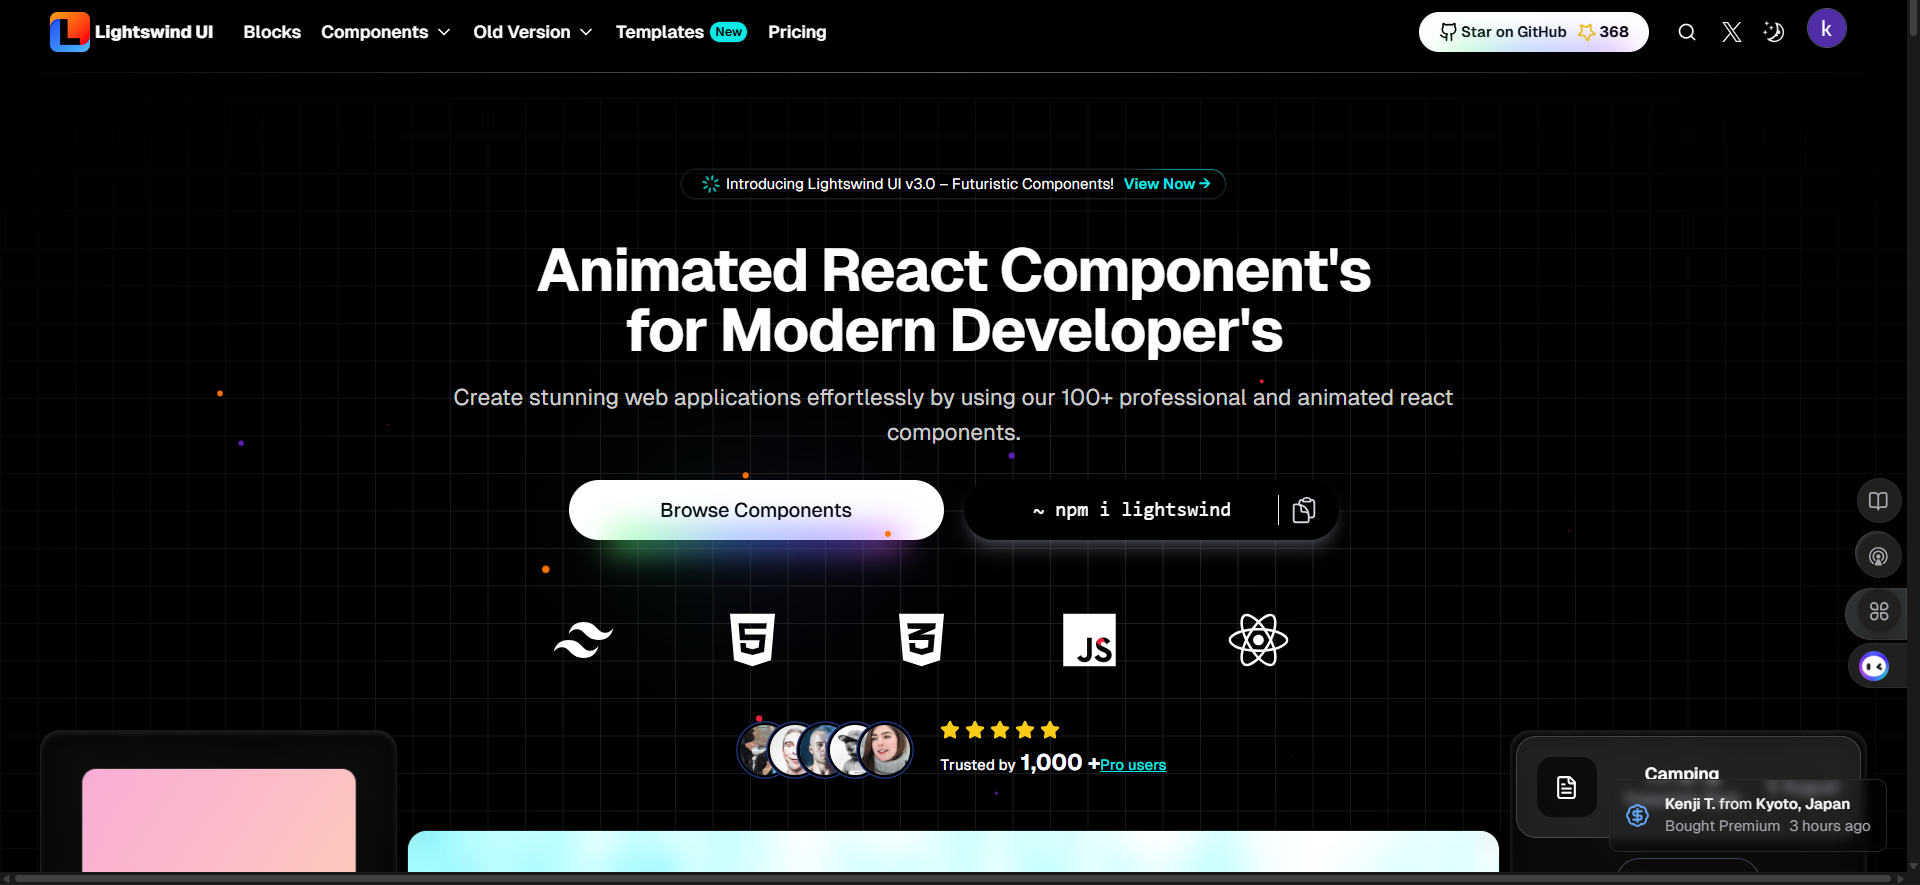 Lightswind UI
Blocks
Components
Old Version
Templates New
Pricing
Star on GitHub 368
k
Introducing Lightswind UI v3.0 – Futuristic Components! View Now →
Animated React Component's
for Modern Developer's
Create stunning web applications effortlessly by using our 100+ professional and animated react
components.
Browse Components
~ npm i lightswind
5
3
JS
Trusted by 1,000 +Pro users
Camping
Kenji T. from Kyoto, Japan
Bought Premium 3 hours ago